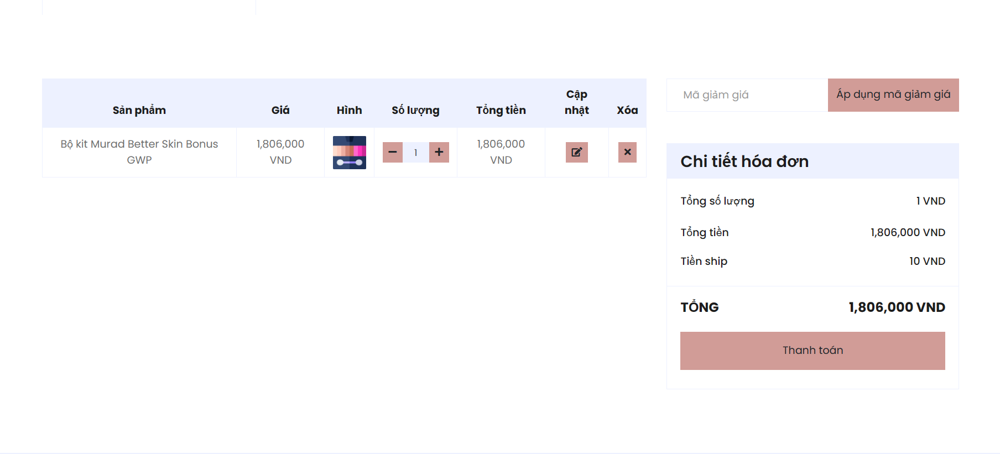 Sản phẩm Giá Hình Số lượng Tổng tiền Cập nhật Xóa
Bộ kit Murad Better Skin Bonus GWP 1,806,000 VND 1 1,806,000 VND
Mã giảm giá Áp dụng mã giảm giá
Chi tiết hóa đơn
Tổng số lượng 1 VND
Tổng tiền 1,806,000 VND
Tiền ship 10 VND
TỔNG 1,806,000 VND
Thanh toán